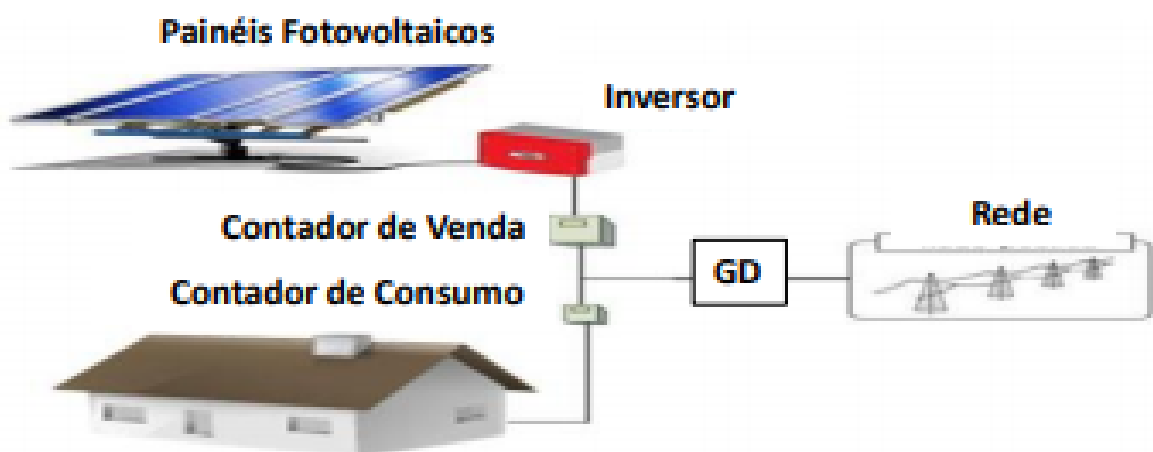 Painéis Fotovoltaicos
Inversor
Contador de Venda
Rede
GD
Contador de Consumo